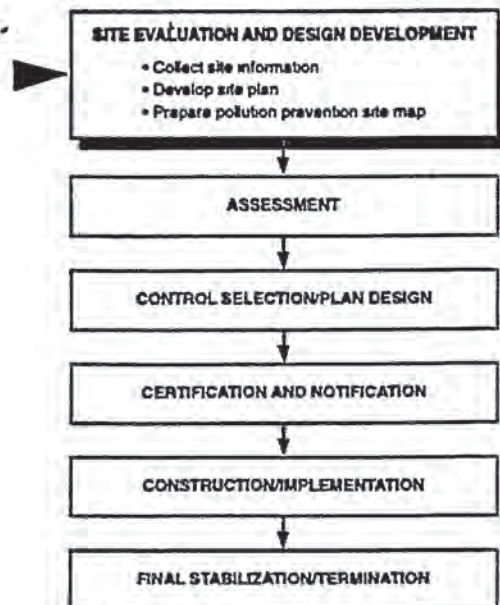 SITE EVALUATION AND DESIGN DEVELOPMENT
• Collect site information
• Develop site plan
• Prepare pollution prevention site map
ASSESSMENT
CONTROL SELECTION/PLAN DESIGN
CERTIFICATION AND NOTIFICATION
CONSTRUCTION/IMPLEMENTATION
FINAL STABILIZATION/TERMINATION